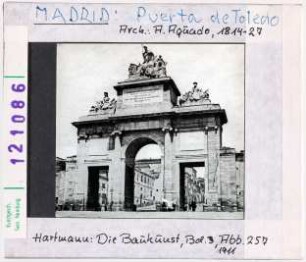 MADRID: Puerta de Toledo
Arch.: A. Aguado, 1814-27
121086
Hartmann: Die Baukunst, Bd. 3, Abb. 257
1911